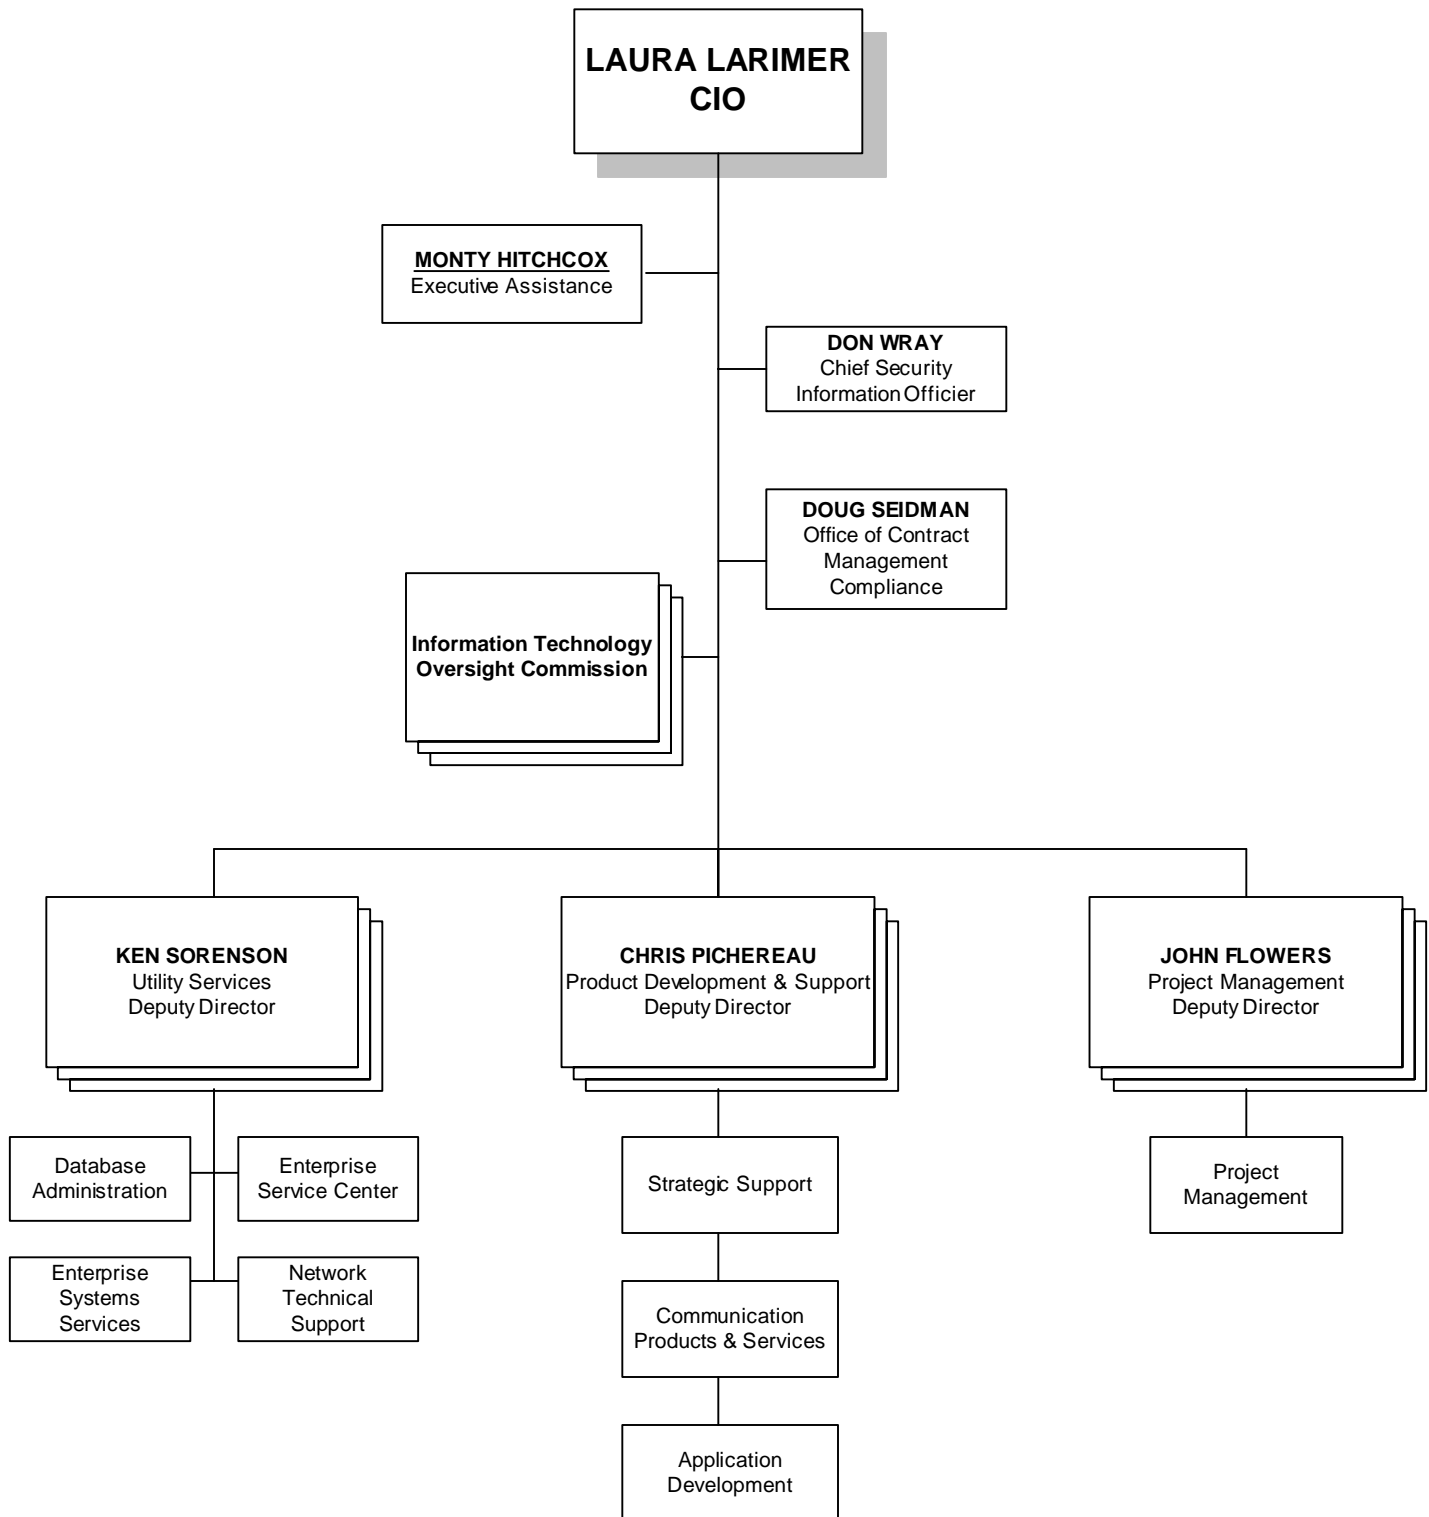 LAURA LARIMER
CIO
MONTY HITCHCOX
Executive Assistance
DON WRAY
Chief Security
Information Officier
DOUG SEIDMAN
Office of Contract
Management
Compliance
Information Technology
Oversight Commission
KEN SORENSON
Utility Services
Deputy Director
CHRIS PICHEREAU
Product Development & Support
Deputy Director
JOHN FLOWERS
Project Management
Deputy Director
Database
Administration
Enterprise
Service Center
Enterprise
Systems
Services
Network
Technical
Support
Strategic Support
Communication
Products & Services
Application
Development
Project
Management